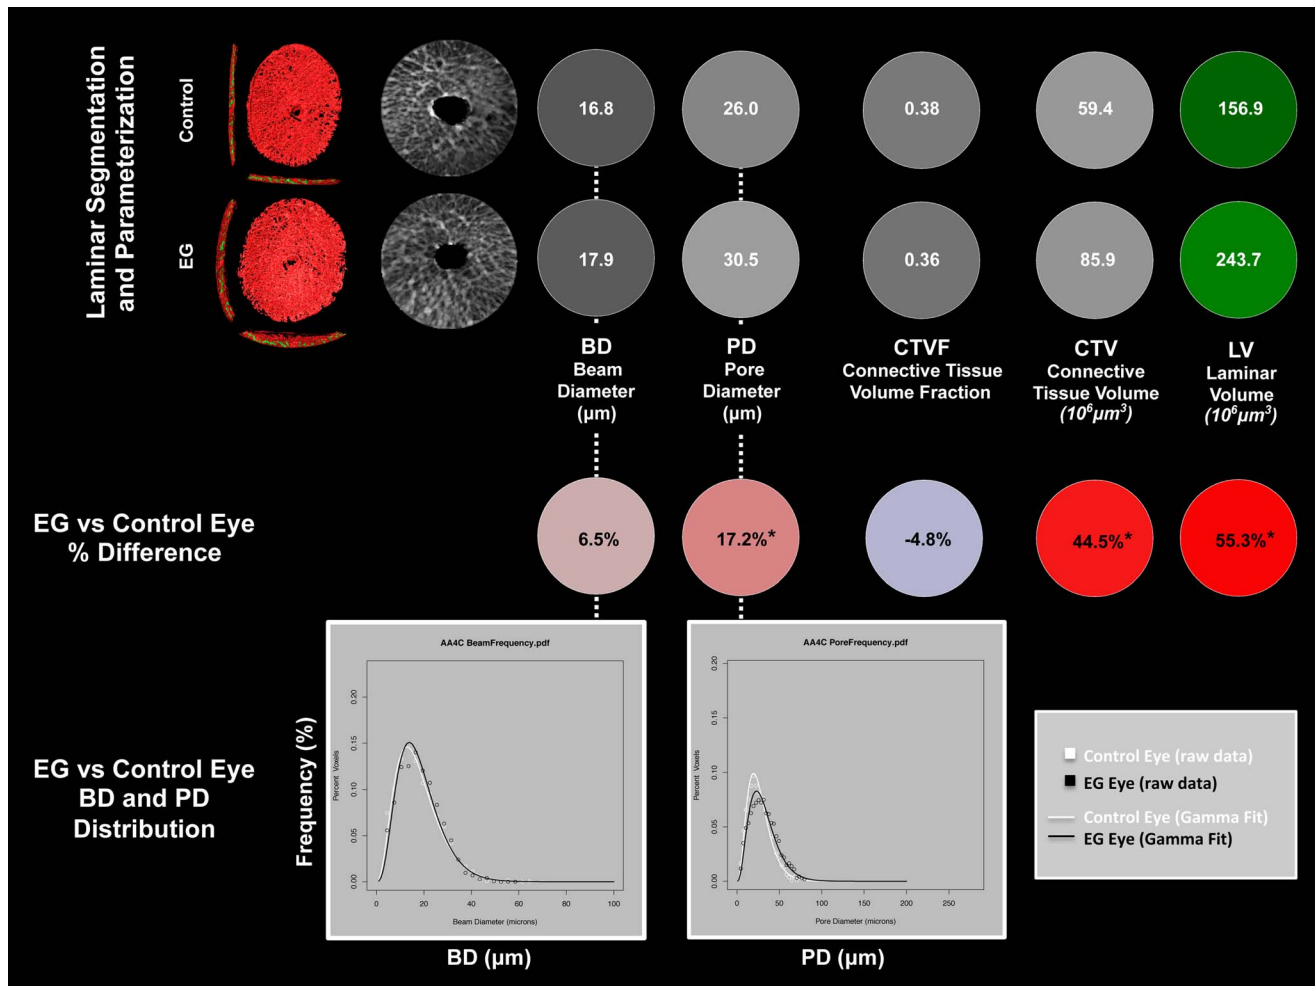 Laminar Segmentation
and Parameterization
Control
16.8
26.0
0.38
59.4
156.9
EG
17.9
30.5
0.36
85.9
243.7
BD
Beam
Diameter
(µm)
PD
Pore
Diameter
(µm)
CTVF
Connective Tissue
Volume Fraction
CTV
Connective
Tissue Volume
(10⁶µm³)
LV
Laminar
Volume
(10⁶µm³)
EG vs Control Eye
% Difference
6.5%
17.2%*
-4.8%
44.5%*
55.3%*
EG vs Control Eye
BD and PD
Distribution
Frequency (%)
AA4C BeamFrequency.pdf
Percent Voxels
0.20
0.15
0.10
0.05
0.00
0
20
40
60
80
100
Beam Diameter (microns)
BD (µm)
AA4C PoreFrequency.pdf
Percent Voxels
0.20
0.15
0.10
0.05
0.00
0
50
100
150
200
250
Pore Diameter (microns)
PD (µm)
Control Eye (raw data)
EG Eye (raw data)
Control Eye (Gamma Fit)
EG Eye (Gamma Fit)